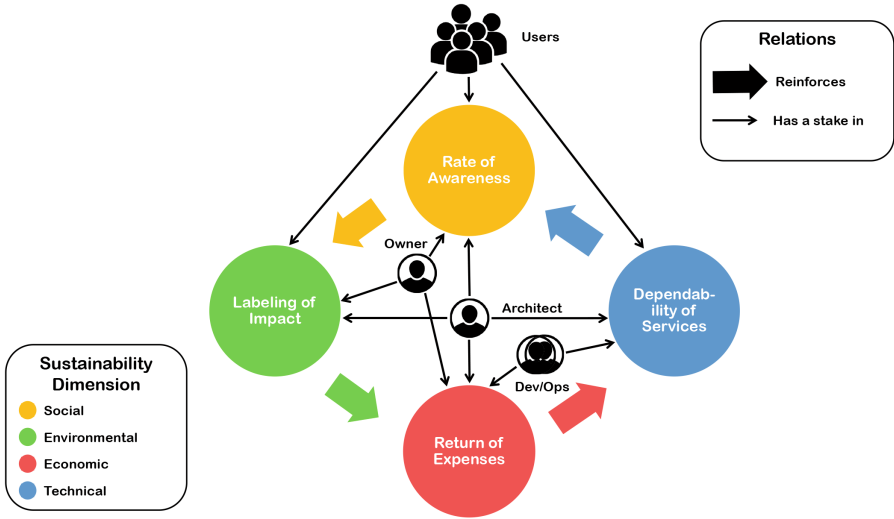 Users
Relations
Reinforces
Has a stake in
Rate of
Awareness
Owner
Labeling of
Impact
Architect
Dependab-
ility of
Services
Dev/Ops
Return of
Expenses
Sustainability
Dimension
Social
Environmental
Economic
Technical